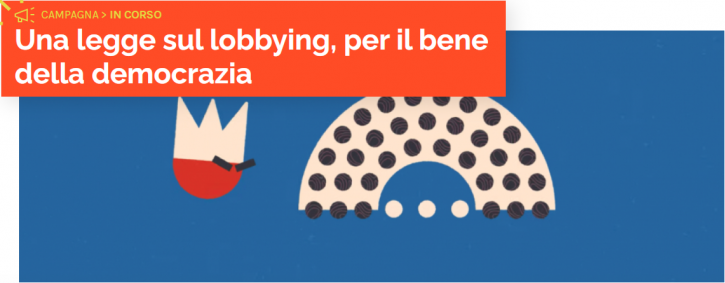 CAMPAGNA > IN CORSO
Una legge sul lobbying, per il bene
della democrazia